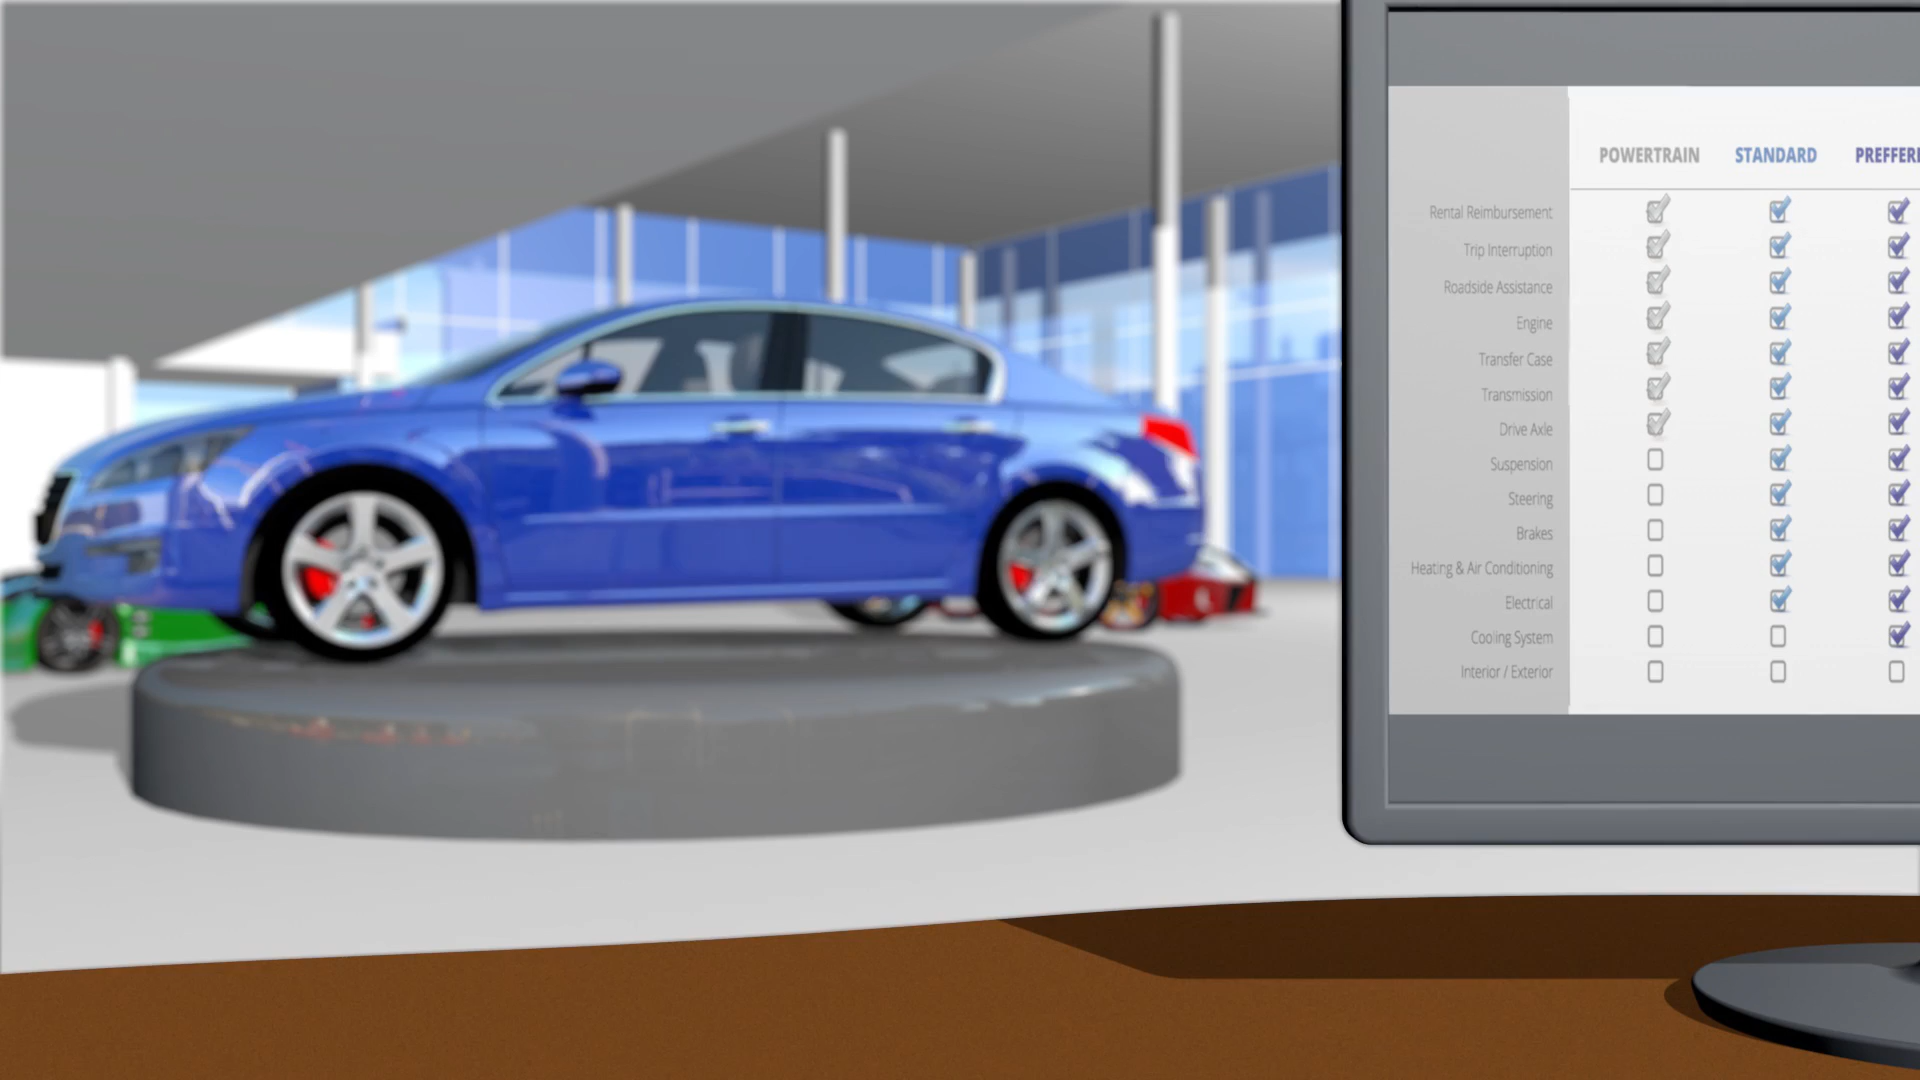 POWERTRAIN STANDARD PREFFERE
Rental Reimbursement
Trip Interruption
Roadside Assistance
Engine
Transfer Case
Transmission
Drive Axle
Suspension
Steering
Brakes
Heating & Air Conditioning
Electrical
Cooling System
Interior / Exterior